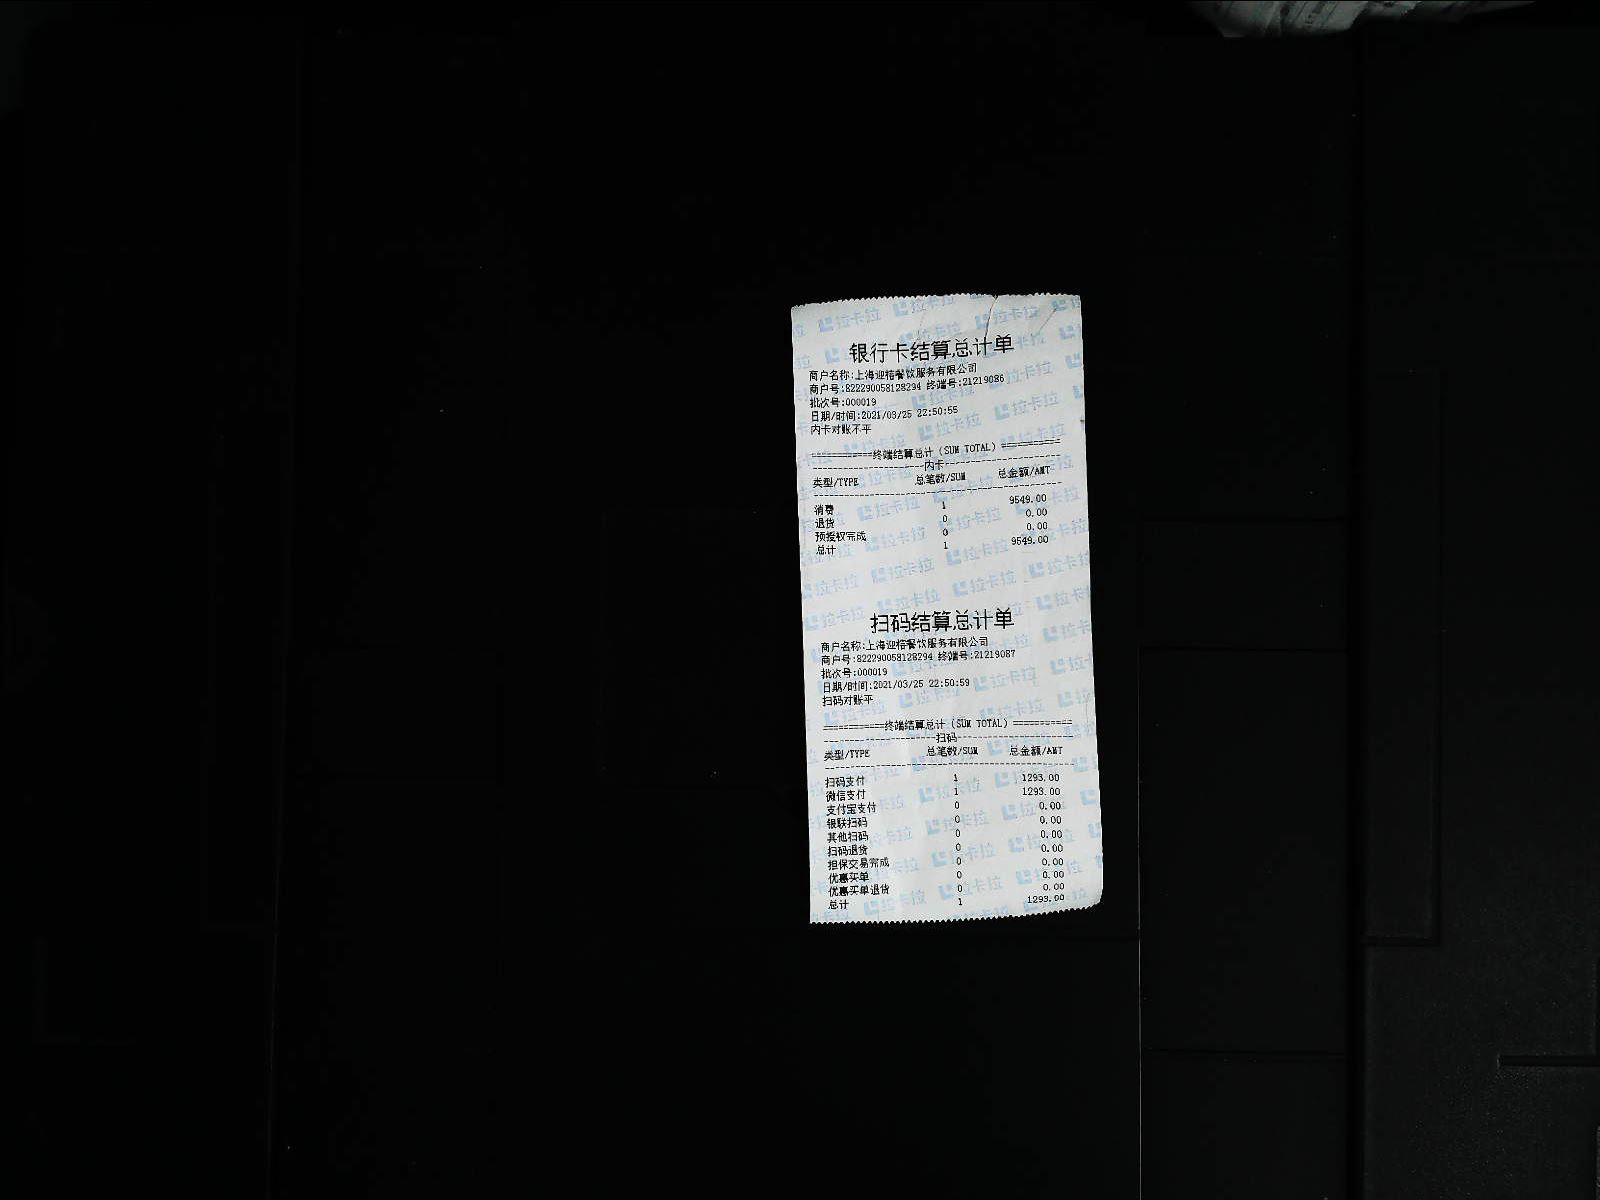 银行卡结算总计单
商户名称:上海迎榙餐饮服务有限公司
商户号:822290058128294 终端号:21219086
批次号:000019
日期/时间:2021/03/25 22:50:55
内卡对账不平
============终端结算总计(SUM TOTAL)============
----------------------内卡----------------------
类型/TYPE 总笔数/SUM 总金额/AMT
消费 1 9549.00
退货 0 0.00
预授权完成 0 0.00
总计 1 9549.00
扫码结算总计单
商户名称:上海迎榙餐饮服务有限公司
商户号:822290058128294 终端号:21219087
批次号:000019
日期/时间:2021/03/25 22:50:59
扫码对账平
============终端结算总计(SUM TOTAL)============
----------------------扫码----------------------
类型/TYPE 总笔数/SUM 总金额/AMT
扫码支付 1 1293.00
微信支付 1 1293.00
支付宝支付 0 0.00
银联扫码 0 0.00
其他扫码 0 0.00
扫码退货 0 0.00
担保交易完成 0 0.00
优惠买单 0 0.00
优惠买单退货 0 0.00
总计 1 1293.00